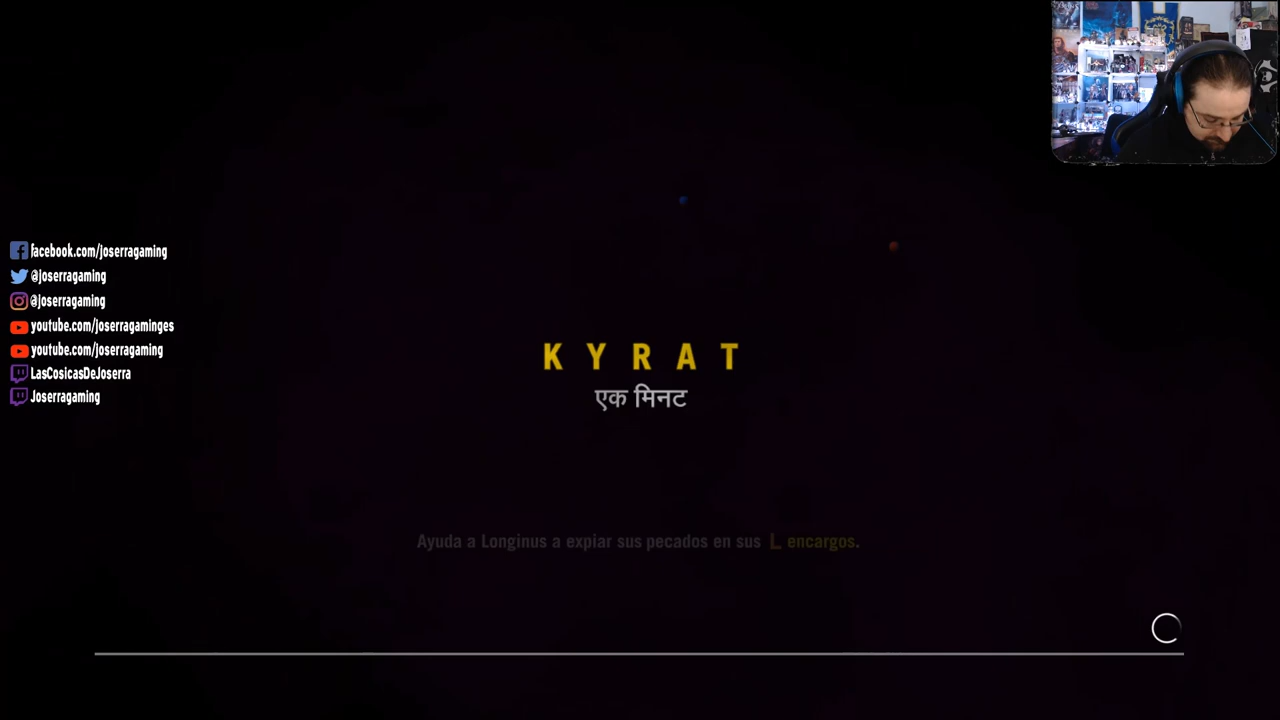 facebook.com/joserragaming
@joserragaming
@joserragaming
youtube.com/joserragaminges
youtube.com/joserragaming
LasCosicasDeJoserra
Joserragaming
KYRAT
एक मिनट
Ayuda a Longinus a expiar sus pecados en sus L encargos.